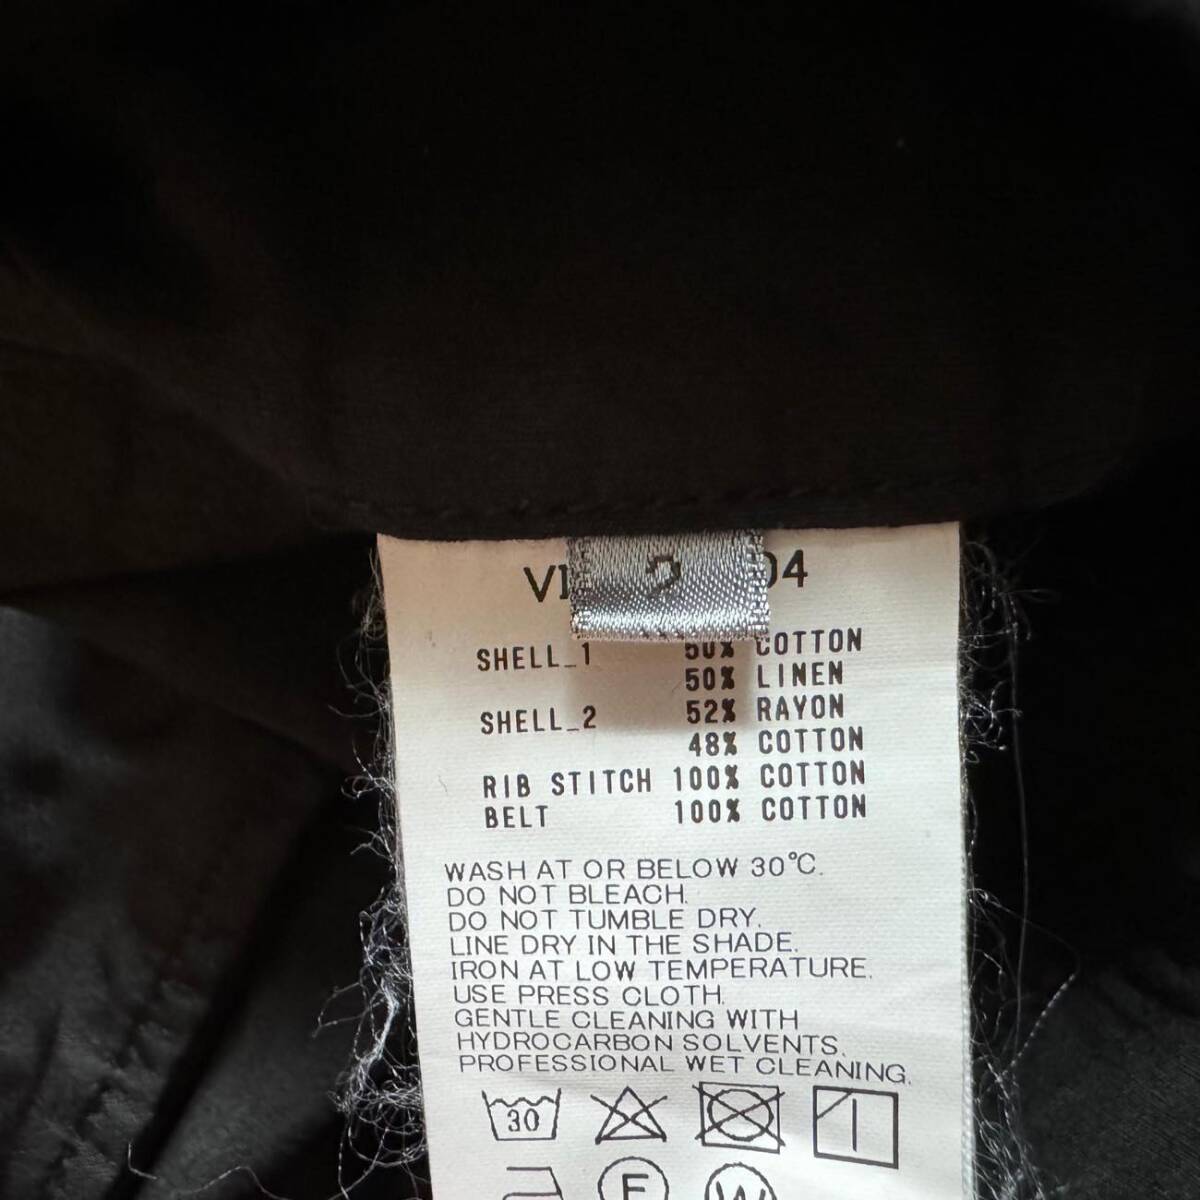 2
SHELL_1 50% COTTON
50% LINEN
SHELL_2 52% RAYON
48% COTTON
RIB STITCH 100% COTTON
BELT 100% COTTON
WASH AT OR BELOW 30℃.
DO NOT BLEACH.
DO NOT TUMBLE DRY.
LINE DRY IN THE SHADE.
IRON AT LOW TEMPERATURE.
USE PRESS CLOTH.
GENTLE CLEANING WITH
HYDROCARBON SOLVENTS.
PROFESSIONAL WET CLEANING.
30
F W